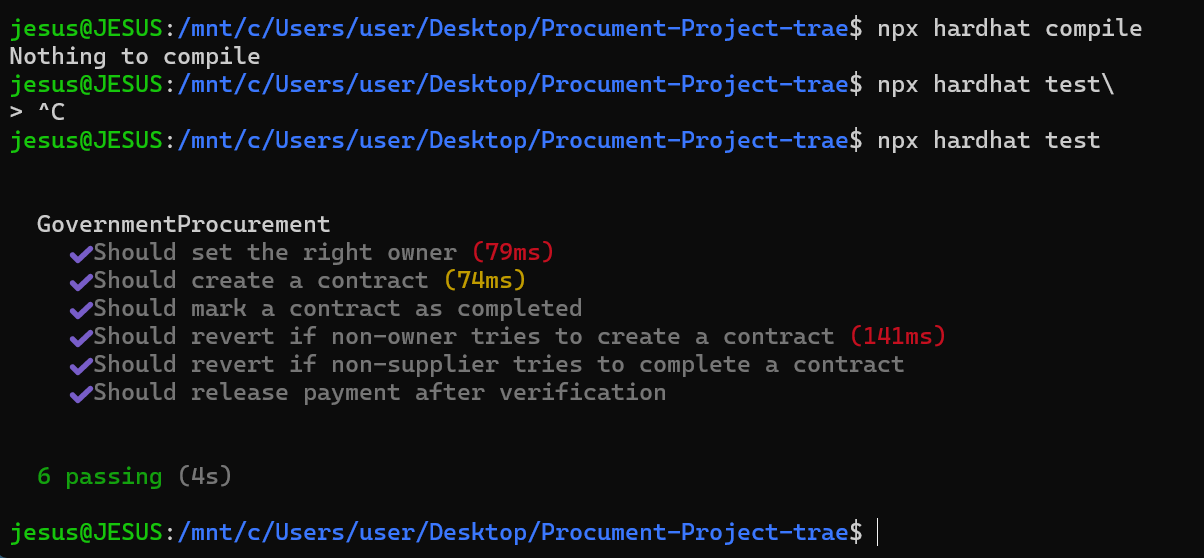 jesus@JESUS:/mnt/c/Users/user/Desktop/Procument-Project-trae$ npx hardhat compile
Nothing to compile
jesus@JESUS:/mnt/c/Users/user/Desktop/Procument-Project-trae$ npx hardhat test\
> ^C
jesus@JESUS:/mnt/c/Users/user/Desktop/Procument-Project-trae$ npx hardhat test
GovernmentProcurement
✔Should set the right owner (79ms)
✔Should create a contract (74ms)
✔Should mark a contract as completed
✔Should revert if non-owner tries to create a contract (141ms)
✔Should revert if non-supplier tries to complete a contract
✔Should release payment after verification
6 passing (4s)
jesus@JESUS:/mnt/c/Users/user/Desktop/Procument-Project-trae$